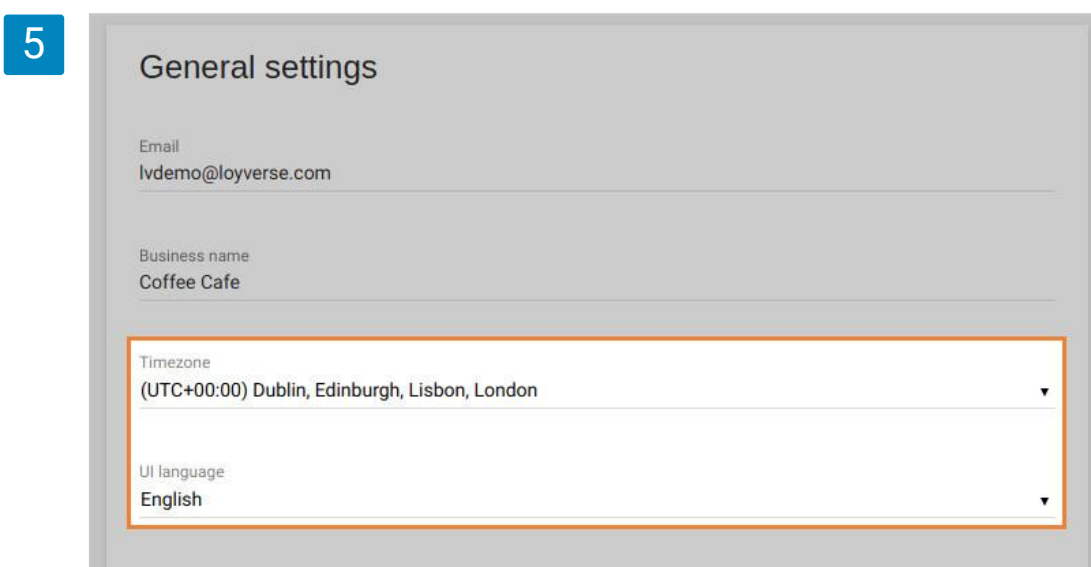 5
General settings
Email
lvdemo@loyverse.com
Business name
Coffee Cafe
Timezone
(UTC+00:00) Dublin, Edinburgh, Lisbon, London
UI language
English